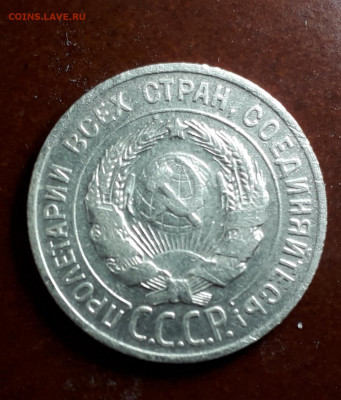 COINS.LAVE.RU
ПРОЛЕТАРИИ ВСЕХ СТРАН, СОЕДИНЯЙТЕСЬ!
С.С.С.Р.